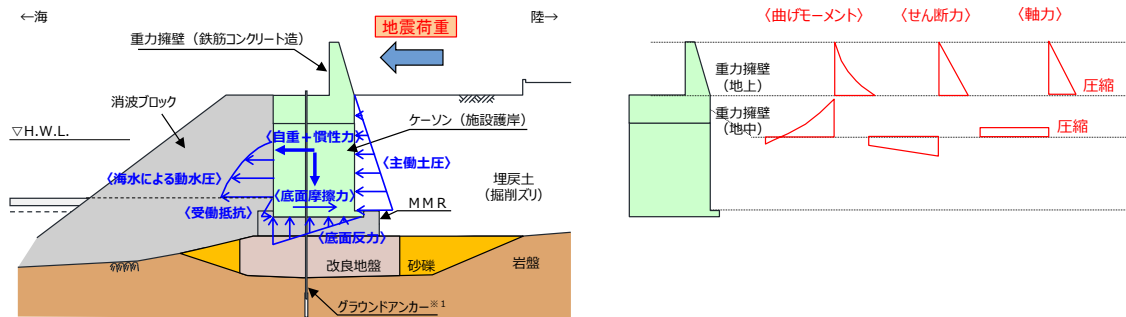 ←海
陸→
地震荷重
重力擁壁（鉄筋コンクリート造）
消波ブロック
▽H.W.L.
ケーソン（施設護岸）
〈自重＋慣性力〉
〈主働土圧〉
〈海水による動水圧〉
埋戻土
（掘削ズリ）
〈底面摩擦力〉
〈受働抵抗〉
MMR
〈底面反力〉
改良地盤
砂礫
岩盤
グラウンドアンカー※1
〈曲げモーメント〉
〈せん断力〉
〈軸力〉
重力擁壁
（地上）
圧縮
重力擁壁
（地中）
圧縮